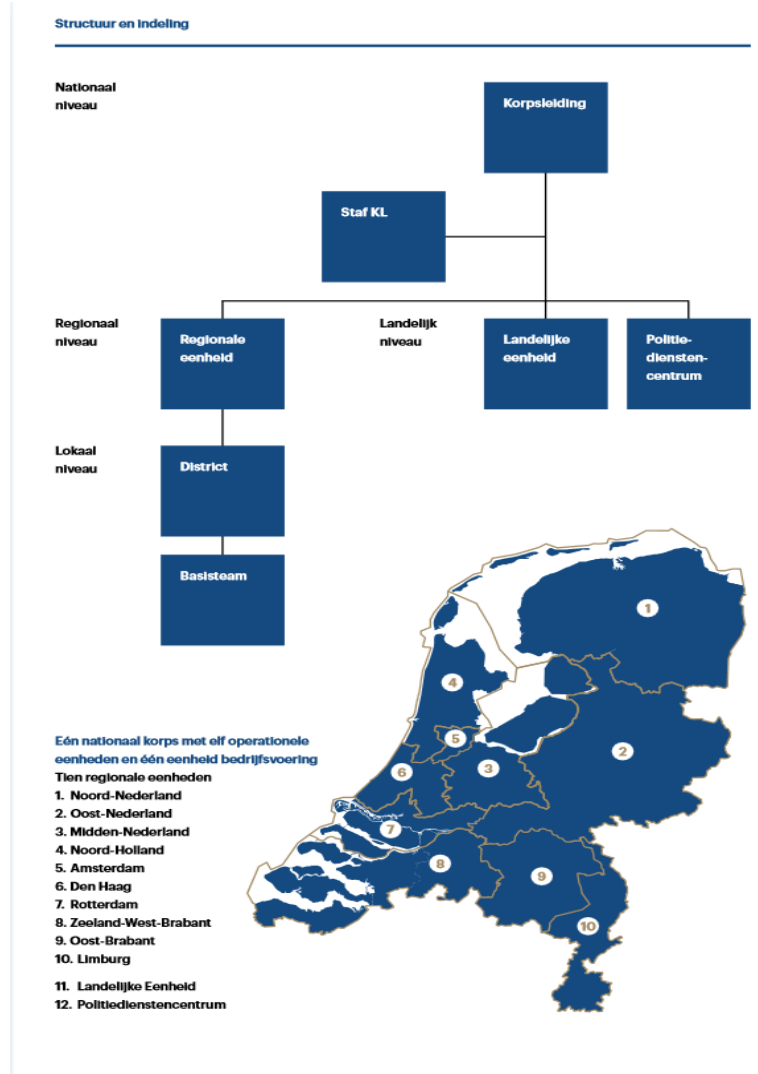 Structuur en indeling
Nationaal
niveau
Korpsleiding
Staf KL
Regionaal
niveau
Regionale
eenheid
Landelijk
niveau
Landelijke
eenheid
Politie-
diensten-
centrum
Lokaal
niveau
District
Basisteam
1
4
5
2
3
6
7
8
9
10
Eén nationaal korps met elf operationele
eenheden en één eenheid bedrijfsvoering
Tien regionale eenheden
1. Noord-Nederland
2. Oost-Nederland
3. Midden-Nederland
4. Noord-Holland
5. Amsterdam
6. Den Haag
7. Rotterdam
8. Zeeland-West-Brabant
9. Oost-Brabant
10. Limburg
11. Landelijke Eenheid
12. Politiedienstencentrum